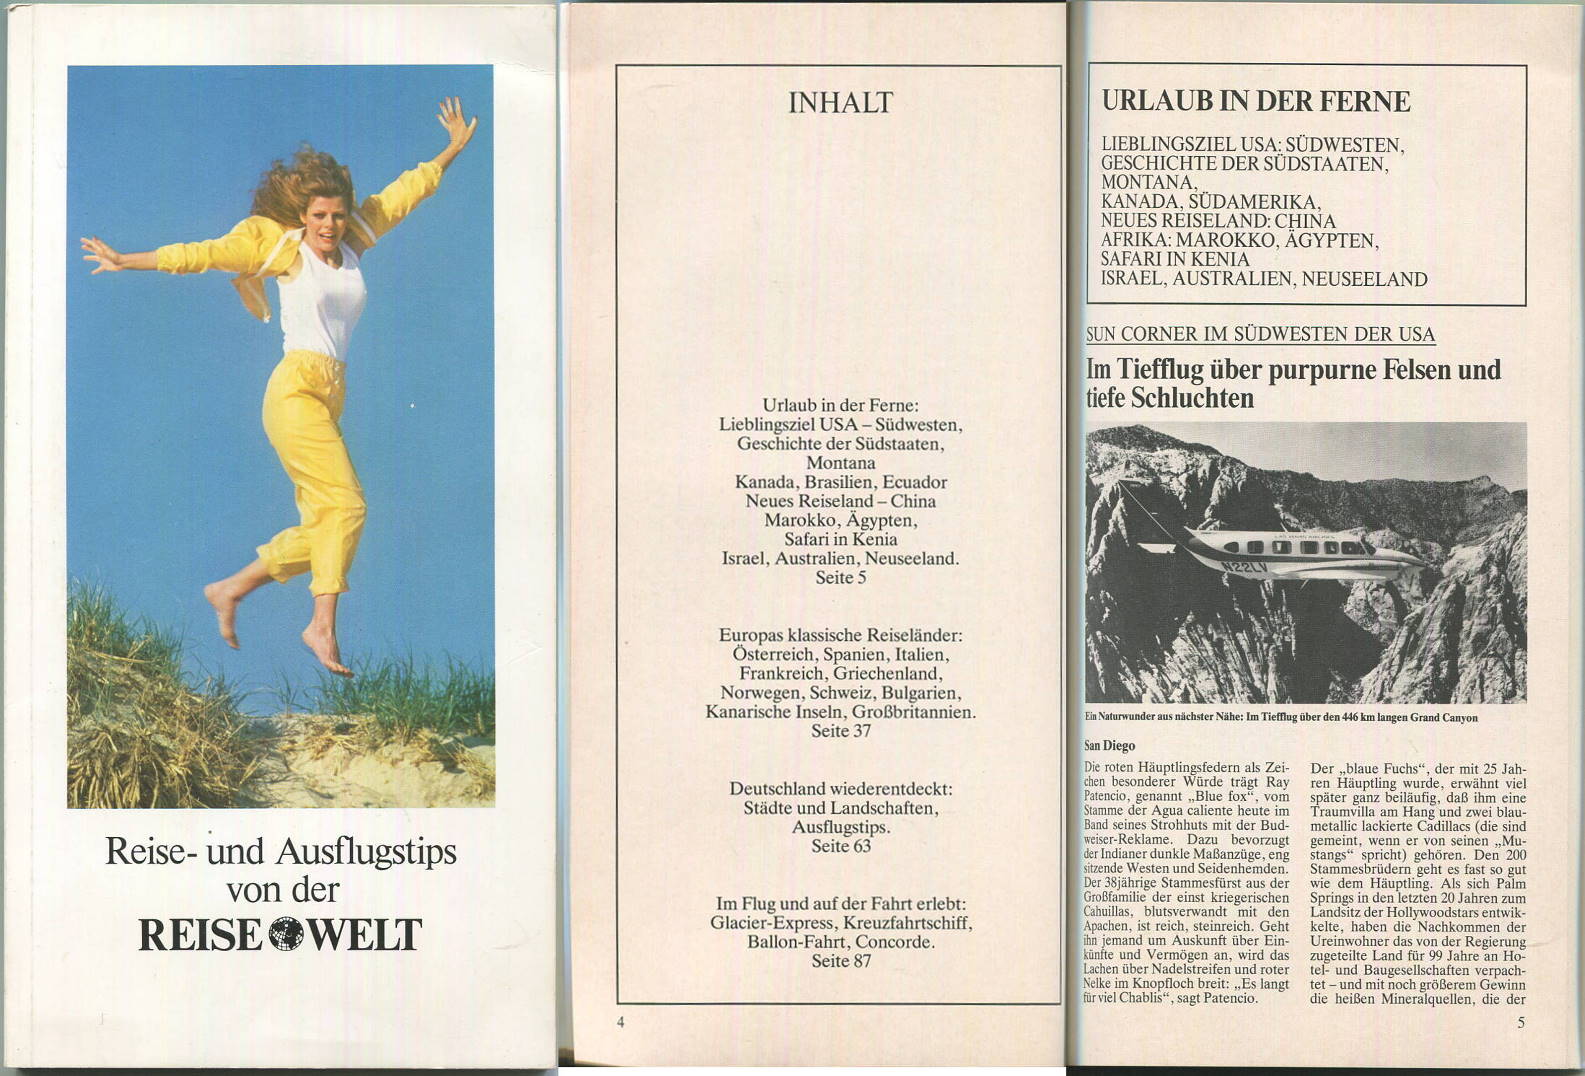 Reise- und Ausflugstips
von der
REISE WELT
INHALT
Urlaub in der Ferne:
Lieblingsziel USA – Südwesten,
Geschichte der Südstaaten,
Montana
Kanada, Brasilien, Ecuador
Neues Reiseland – China
Marokko, Ägypten,
Safari in Kenia
Israel, Australien, Neuseeland.
Seite 5
Europas klassische Reiseländer:
Österreich, Spanien, Italien,
Frankreich, Griechenland,
Norwegen, Schweiz, Bulgarien,
Kanarische Inseln, Großbritannien.
Seite 37
Deutschland wiederentdeckt:
Städte und Landschaften,
Ausflugstips.
Seite 63
Im Flug und auf der Fahrt erlebt:
Glacier-Express, Kreuzfahrtschiff,
Ballon-Fahrt, Concorde.
Seite 87
4
URLAUB IN DER FERNE
LIEBLINGSZIEL USA: SÜDWESTEN,
GESCHICHTE DER SÜDSTAATEN,
MONTANA,
KANADA, SÜDAMERIKA,
NEUES REISELAND: CHINA
AFRIKA: MAROKKO, ÄGYPTEN,
SAFARI IN KENIA
ISRAEL, AUSTRALIEN, NEUSEELAND
SUN CORNER IM SÜDWESTEN DER USA
Im Tiefflug über purpurne Felsen und
tiefe Schluchten
N22LV
Ein Naturwunder aus nächster Nähe: Im Tiefflug über den 446 km langen Grand Canyon
San Diego
Die roten Häuptlingsfedern als Zei-
chen besonderer Würde trägt Ray
Patencio, genannt „Blue fox“, vom
Stamme der Agua caliente heute im
Band seines Strohhuts mit der Bud-
weiser-Reklame. Dazu bevorzugt
der Indianer dunkle Maßanzüge, eng
sitzende Westen und Seidenhemden.
Der 38jährige Stammesfürst aus der
Großfamilie der einst kriegerischen
Cahuillas, blutsverwandt mit den
Apachen, ist reich, steinreich. Geht
ihn jemand um Auskunft über Ein-
künfte und Vermögen an, wird das
Lachen über Nadelstreifen und roter
Nelke im Knopfloch breit: „Es langt
für viel Chablis“, sagt Patencio.
Der „blaue Fuchs“, der mit 25 Jah-
ren Häuptling wurde, erwähnt viel
später ganz beiläufig, daß ihm eine
Traumvilla am Hang und zwei blau-
metallic lackierte Cadillacs (die sind
gemeint, wenn er von seinen „Mu-
stangs“ spricht) gehören. Den 200
Stammesbrüdern geht es fast so gut
wie dem Häuptling. Als sich Palm
Springs in den letzten 20 Jahren zum
Landsitz der Hollywoodstars entwik-
kelte, haben die Nachkommen der
Ureinwohner das von der Regierung
zugeteilte Land für 99 Jahre an Ho-
tel- und Baugesellschaften verpach-
tet – und mit noch größerem Gewinn
die heißen Mineralquellen, die der
5